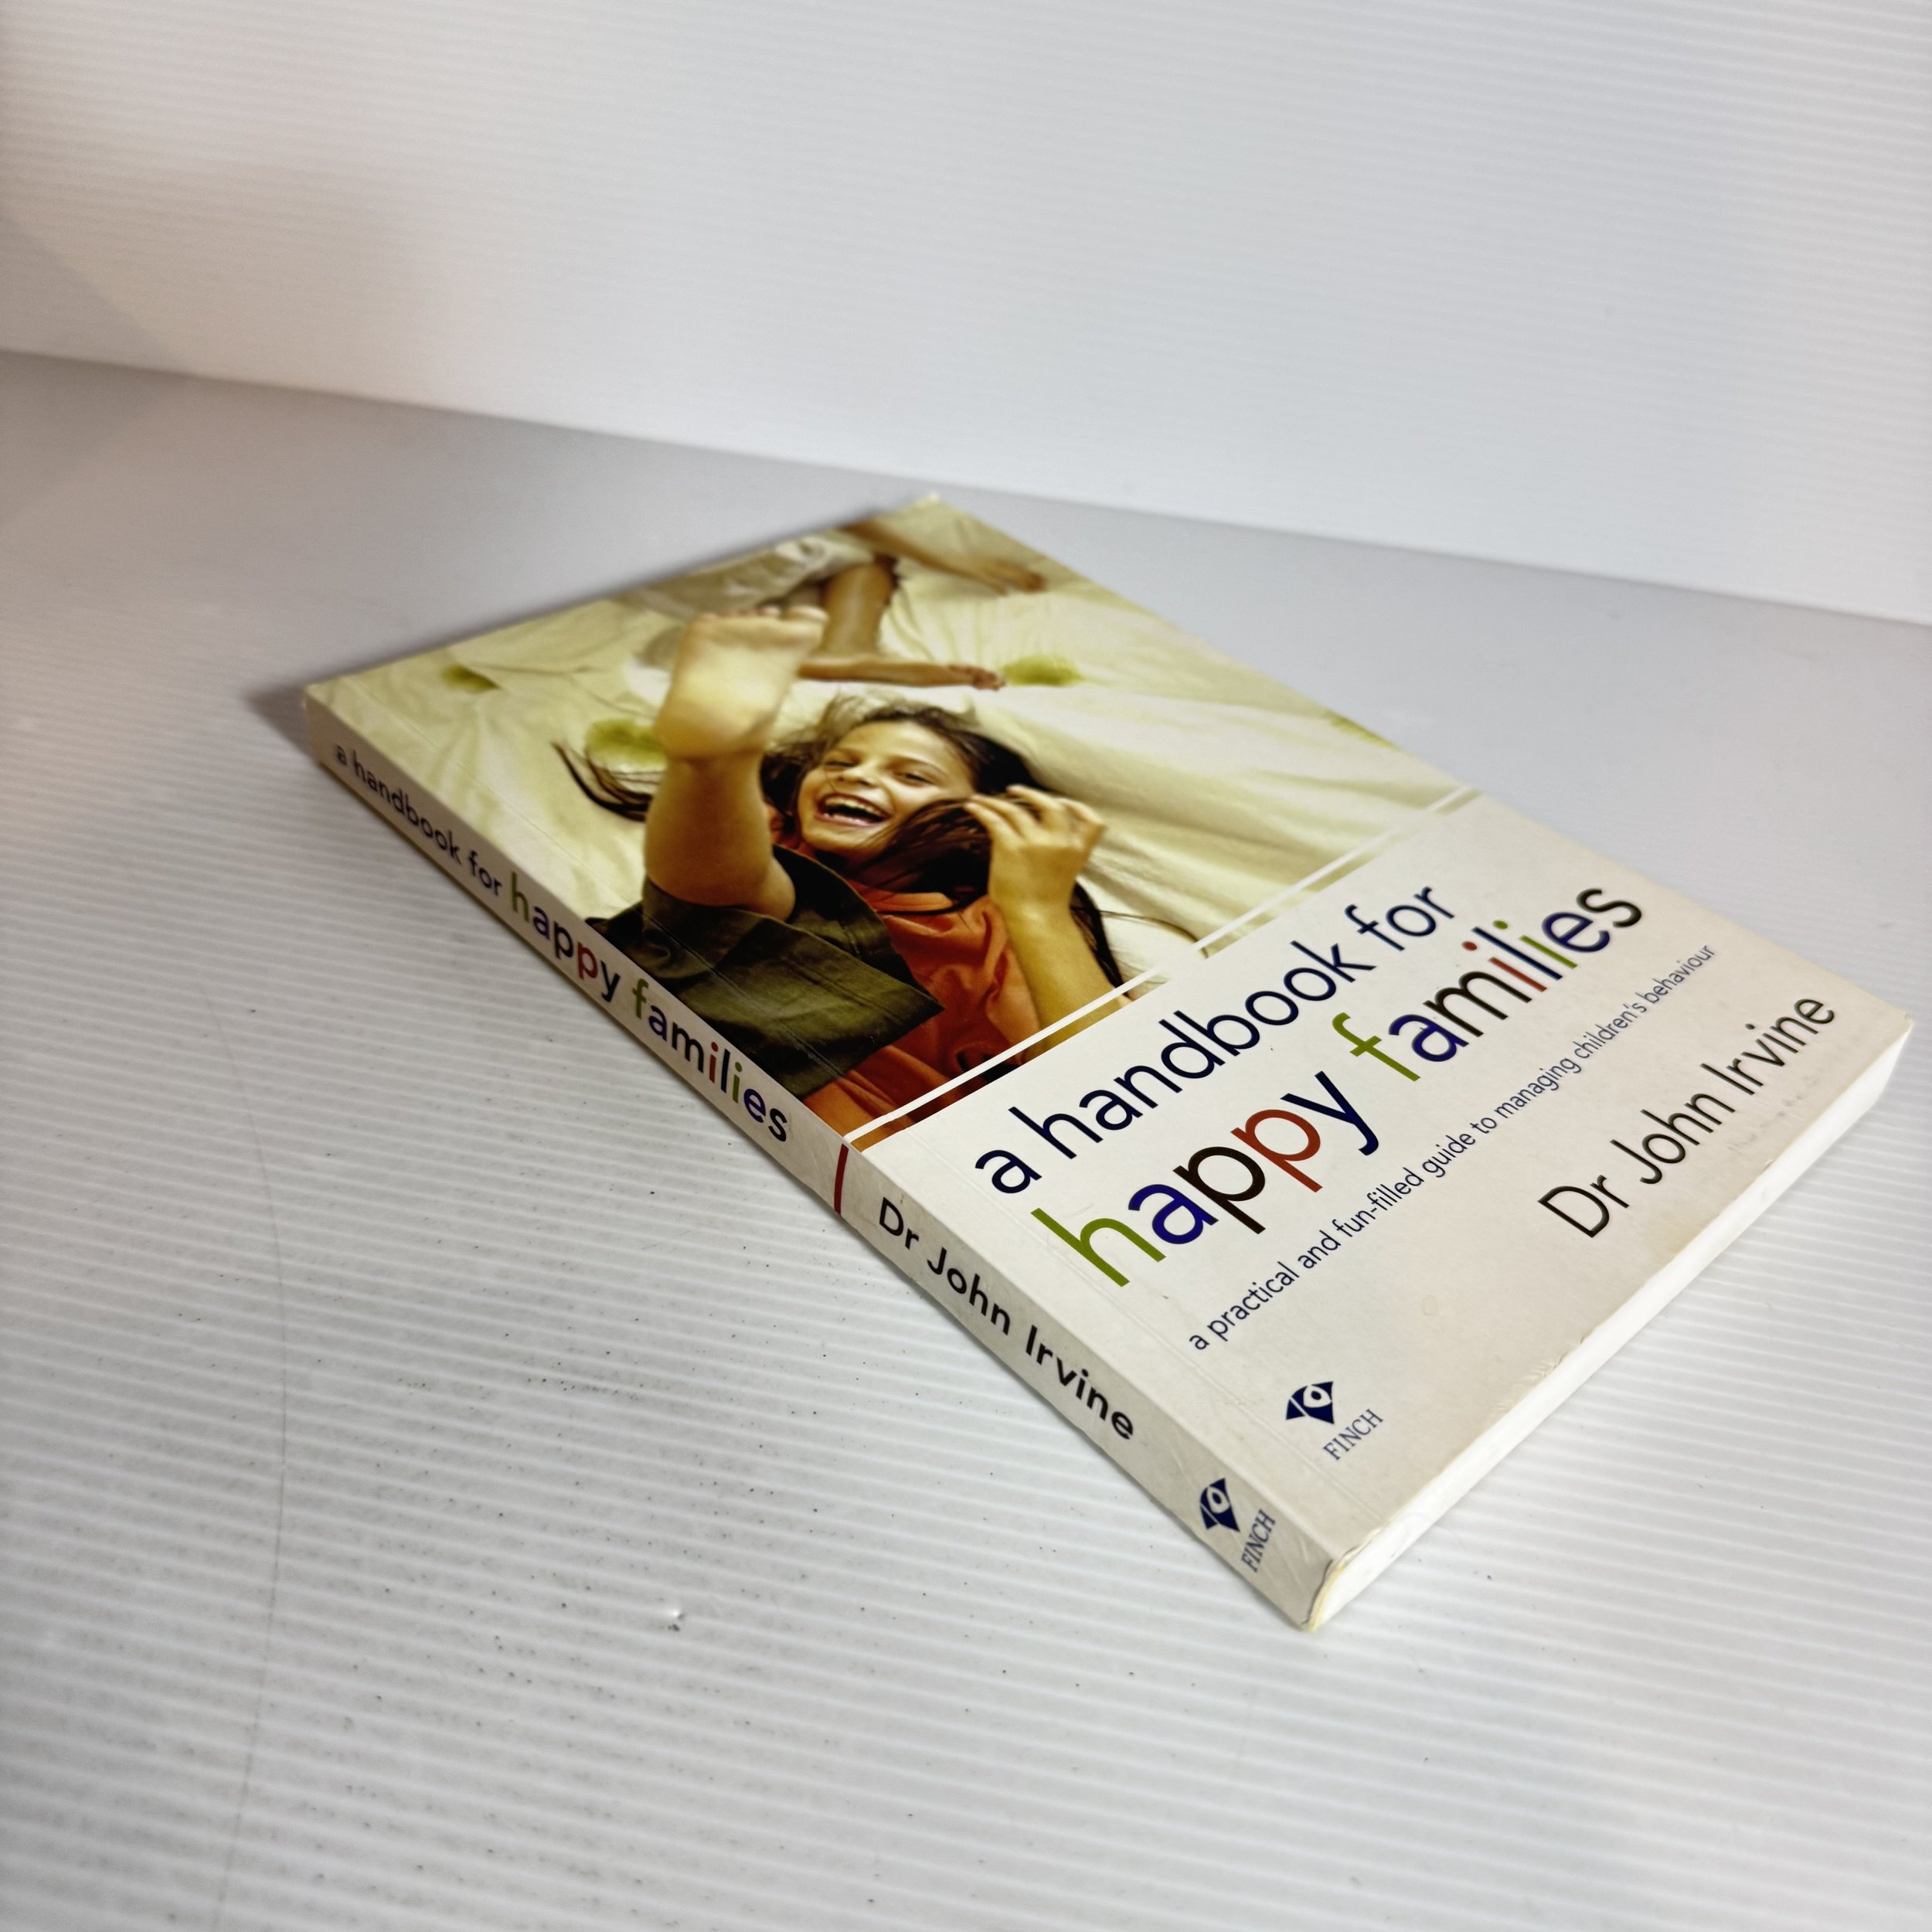 a handbook for
happy families
a practical and fun-filled guide to managing children's behaviour
Dr John Irvine
FINCH
a handbook for happy families
Dr John Irvine
FINCH